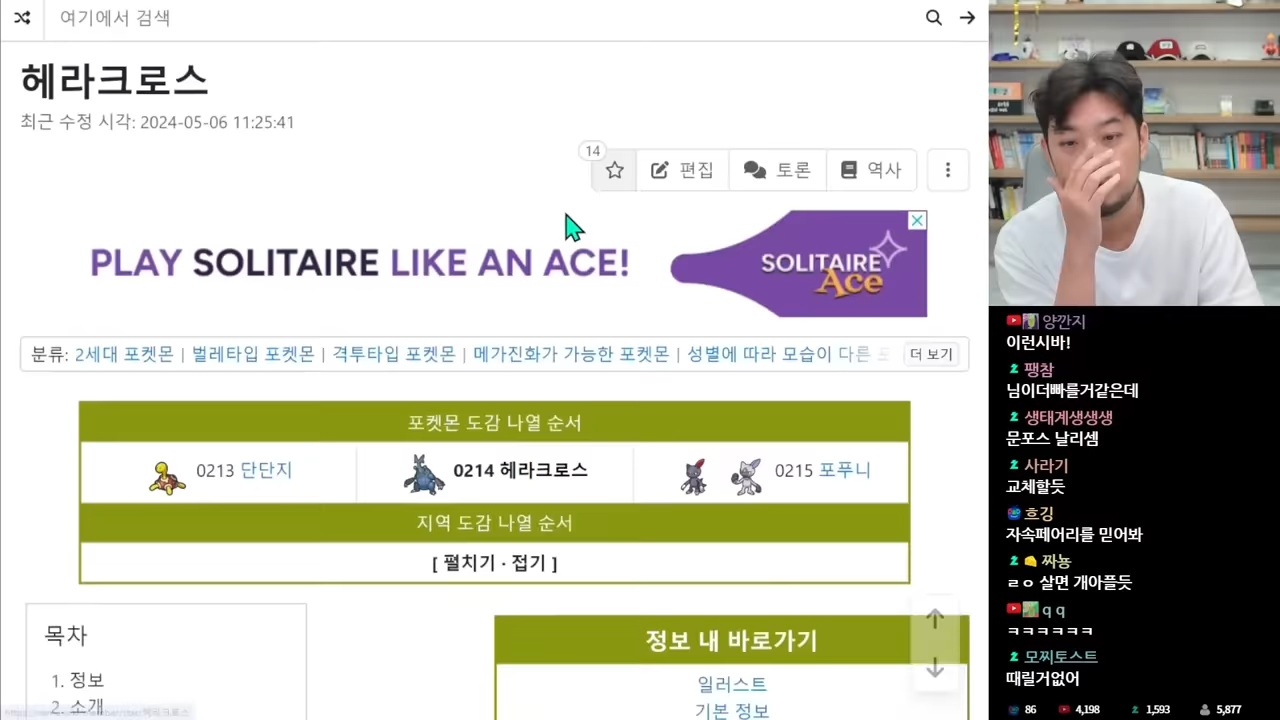 여기에서 검색
헤라크로스
최근 수정 시각: 2024-05-06 11:25:41
14
편집
토론
역사
PLAY SOLITAIRE LIKE AN ACE!
SOLITAIRE
Ace
분류: 2세대 포켓몬 | 벌레타입 포켓몬 | 격투타입 포켓몬 | 메가진화가 가능한 포켓몬 | 성별에 따라 모습이 다른 포
더 보기
포켓몬 도감 나열 순서
0213 단단지
0214 헤라크로스
0215 포푸니
지역 도감 나열 순서
[ 펼치기 · 접기 ]
목차
1. 정보
2. 소개
정보 내 바로가기
일러스트
기본 정보
양깐지
이런시바!
팽참
님이더빠를거같은데
생태계생생생
문포스 날리셈
사라기
교체할듯
흐깅
자속페어리를 믿어봐
짜뇽
ㄹㅇ 살면 개아플듯
q q
ㅋㅋㅋㅋㅋㅋ
모찌토스트
때릴거없어
86
4,198
1,593
5,877